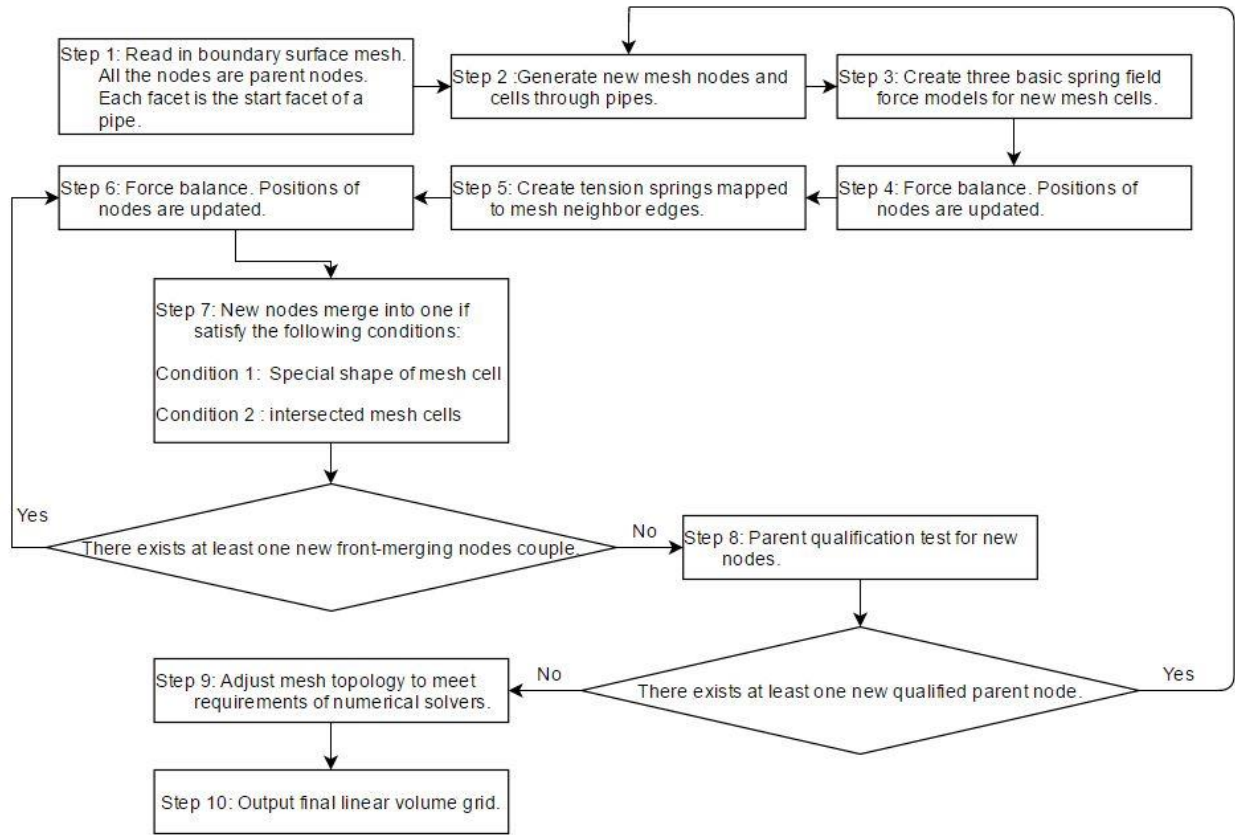 Step 1: Read in boundary surface mesh.
All the nodes are parent nodes.
Each facet is the start facet of a
pipe.
Step 2 :Generate new mesh nodes and
cells through pipes.
Step 3: Create three basic spring field
force models for new mesh cells.
Step 4: Force balance. Positions of
nodes are updated.
Step 5: Create tension springs mapped
to mesh neighbor edges.
Step 6: Force balance. Positions of
nodes are updated.
Step 7: New nodes merge into one if
satisfy the following conditions:
Condition 1:  Special shape of mesh cell
Condition 2 : intersected mesh cells
Yes
There exists at least one new front-merging nodes couple.
No
Step 8: Parent qualification test for new
nodes.
There exists at least one new qualified parent node.
Yes
No
Step 9: Adjust mesh topology to meet
requirements of numerical solvers.
Step 10: Output final linear volume grid.